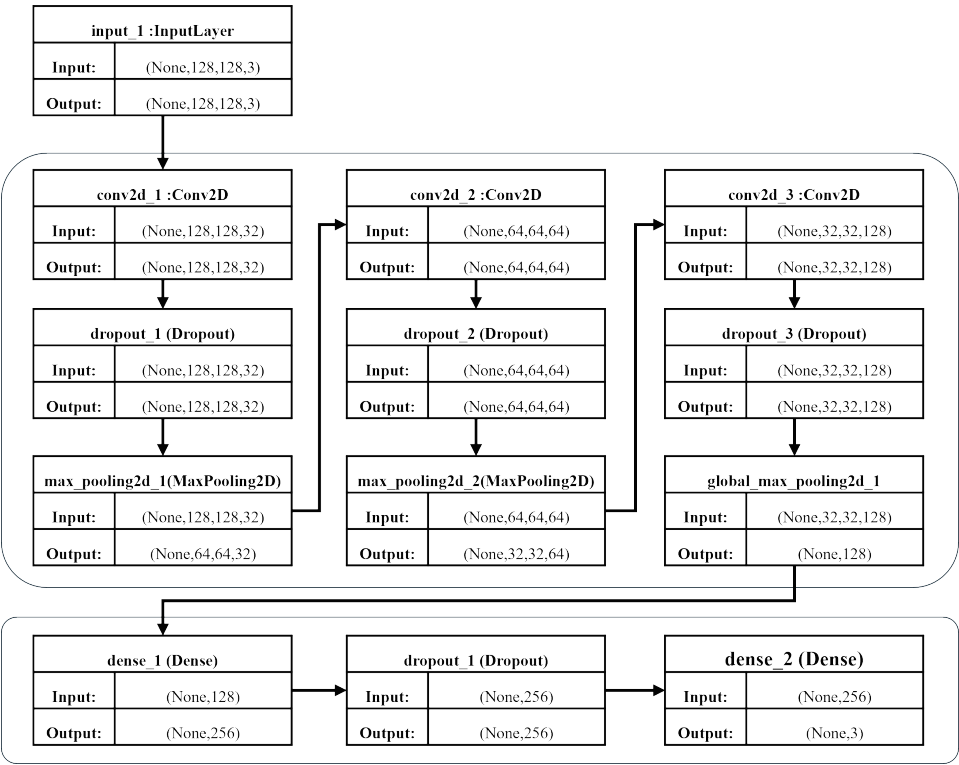 input_1 :InputLayer
Input: (None,128,128,3)
Output: (None,128,128,3)
conv2d_1 :Conv2D
Input: (None,128,128,32)
Output: (None,128,128,32)
dropout_1 (Dropout)
Input: (None,128,128,32)
Output: (None,128,128,32)
max_pooling2d_1(MaxPooling2D)
Input: (None,128,128,32)
Output: (None,64,64,32)
conv2d_2 :Conv2D
Input: (None,64,64,64)
Output: (None,64,64,64)
dropout_2 (Dropout)
Input: (None,64,64,64)
Output: (None,64,64,64)
max_pooling2d_2(MaxPooling2D)
Input: (None,64,64,64)
Output: (None,32,32,64)
conv2d_3 :Conv2D
Input: (None,32,32,128)
Output: (None,32,32,128)
dropout_3 (Dropout)
Input: (None,32,32,128)
Output: (None,32,32,128)
global_max_pooling2d_1
Input: (None,32,32,128)
Output: (None,128)
dense_1 (Dense)
Input: (None,128)
Output: (None,256)
dropout_1 (Dropout)
Input: (None,256)
Output: (None,256)
dense_2 (Dense)
Input: (None,256)
Output: (None,3)